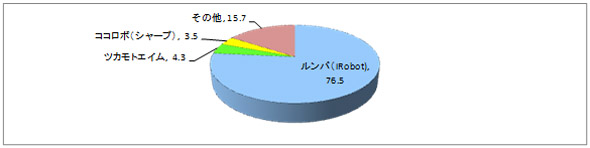 その他, 15.7
ココロボ（シャープ）, 3.5
ツカモトエイム, 4.3
ルンバ（iRobot),
76.5